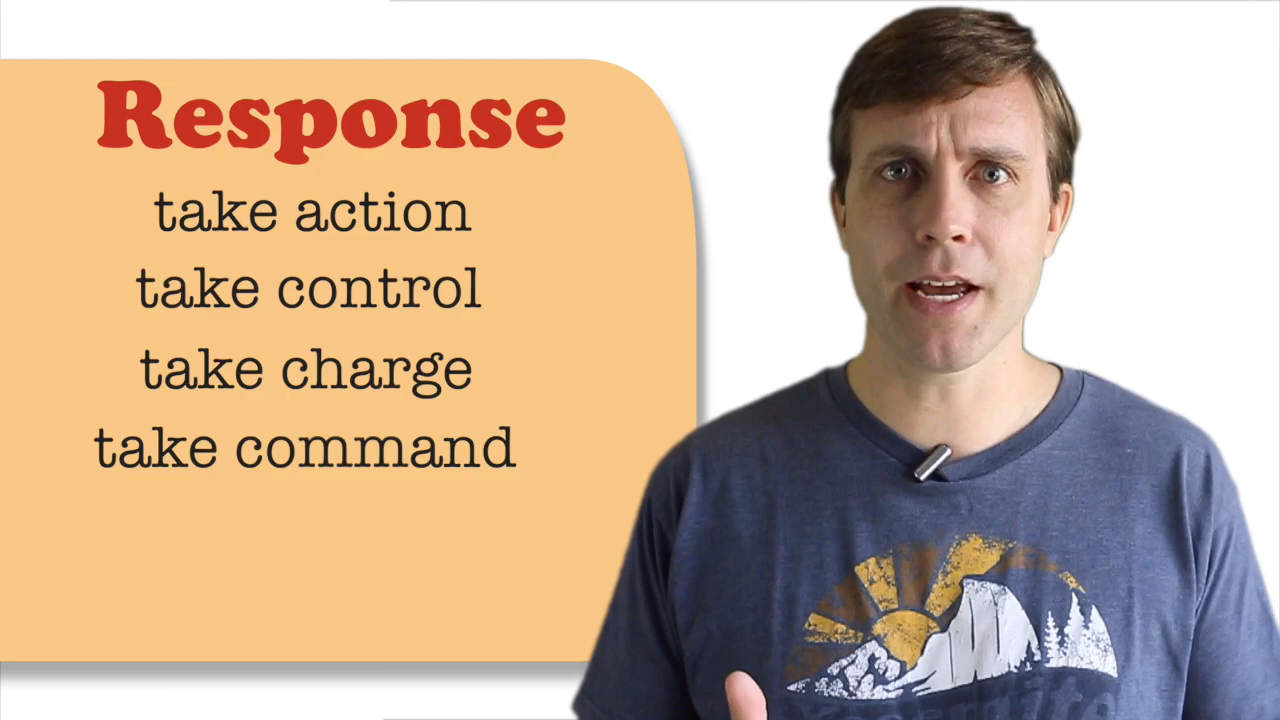 Response
take action
take control
take charge
take command